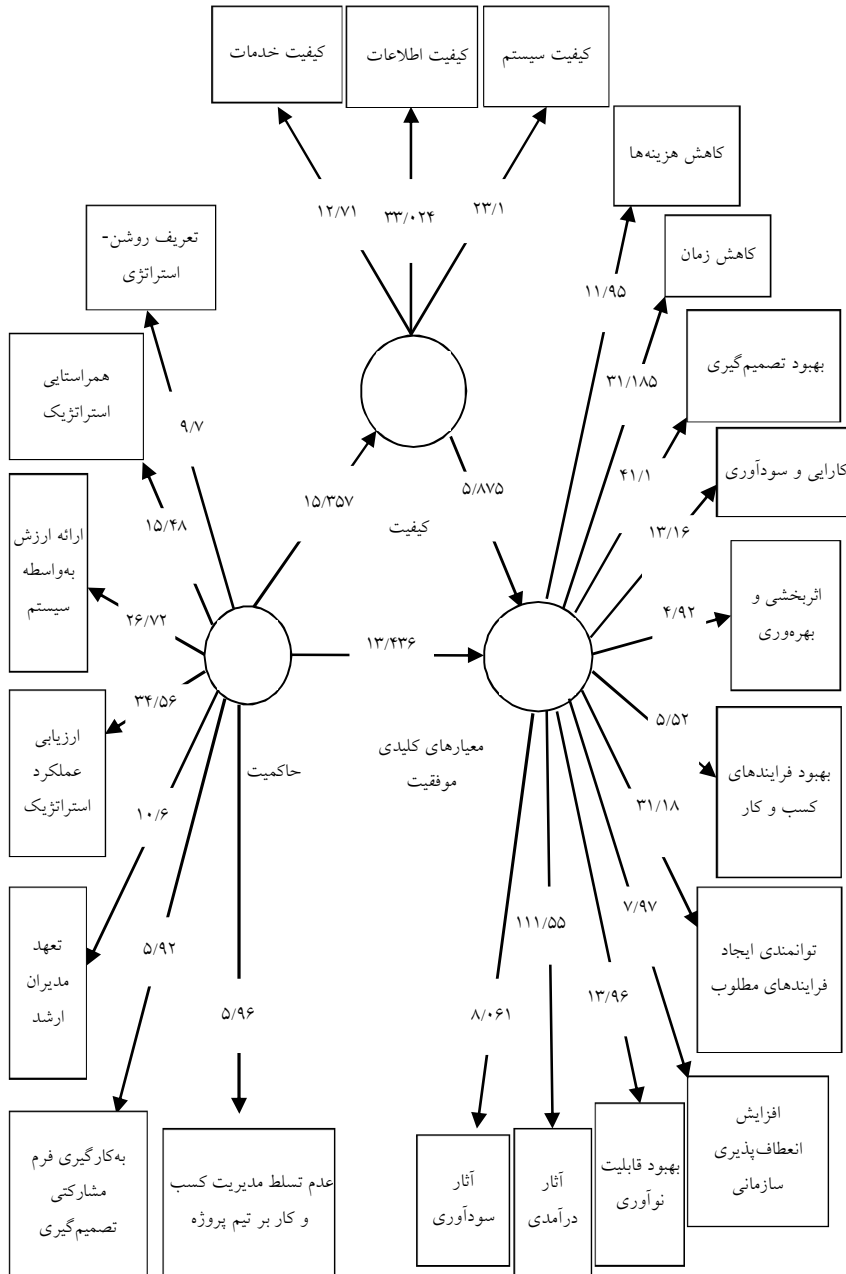 کیفیت خدمات
کیفیت اطلاعات
کیفیت سیستم
کاهش هزینه‌ها
۱۲/۷۱
۳۳/۰۲۴
۲۳/۱
تعریف روشن-
استراتژی
کاهش زمان
۱۱/۹۵
همراستایی
استراتژیک
بهبود تصمیم‌گیری
۳۱/۱۸۵
۹/۷
۴۱/۱
کارایی و سودآوری
۱۵/۳۵۷
۵/۸۷۵
۱۵/۴۸
کیفیت
۱۳/۱۶
ارائه ارزش
به‌واسطه
سیستم
اثربخشی و
بهره‌وری
۲۶/۷۲
۴/۹۲
۱۳/۴۳۶
۳۴/۵۶
۵/۵۲
ارزیابی
عملکرد
استراتژیک
حاکمیت
معیارهای کلیدی
موفقیت
بهبود فرایندهای
کسب و کار
۱۰/۶
۳۱/۱۸
تعهد
مدیران
ارشد
۵/۹۲
۱۱۱/۵۵
۷/۹۷
توانمندی ایجاد
فرایندهای مطلوب
۵/۹۶
۸/۰۶۱
۱۳/۹۶
به‌کارگیری فرم
مشارکتی
تصمیم‌گیری
عدم تسلط مدیریت کسب
و کار بر تیم پروژه
آثار
سودآوری
آثار
درآمدی
بهبود قابلیت
نوآوری
افزایش
انعطاف‌پذیری
سازمانی